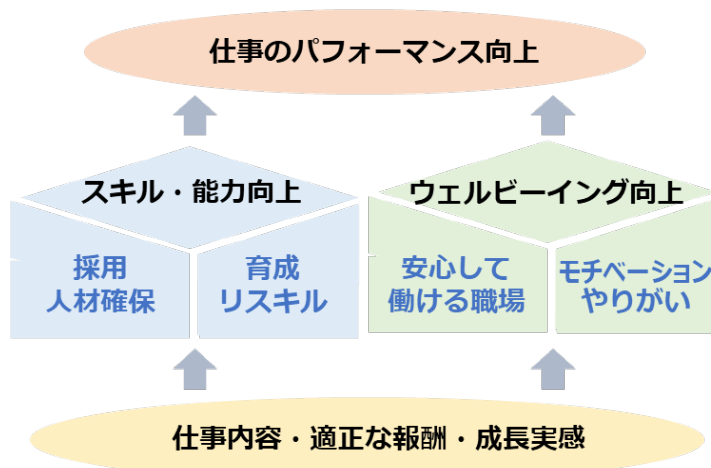 仕事のパフォーマンス向上
スキル・能力向上
ウェルビーイング向上
採用
人材確保
育成
リスキル
安心して
働ける職場
モチベーション
やりがい
仕事内容・適正な報酬・成長実感